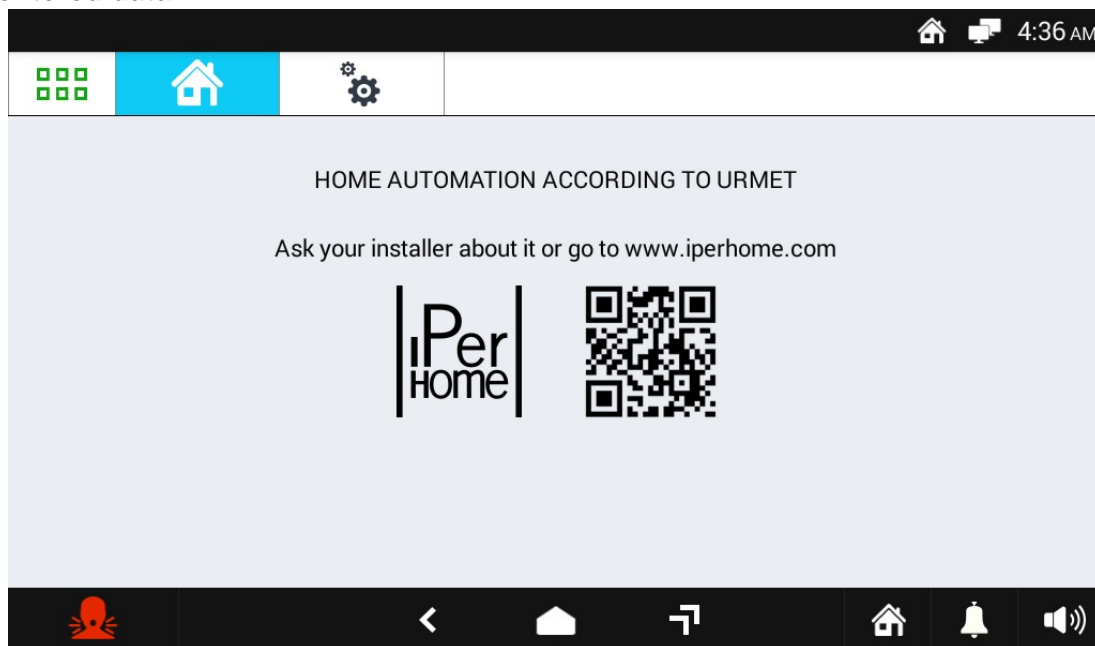 4:36 AM
HOME AUTOMATION ACCORDING TO URMET
Ask your installer about it or go to www.iperhome.com
iPer
HOMe